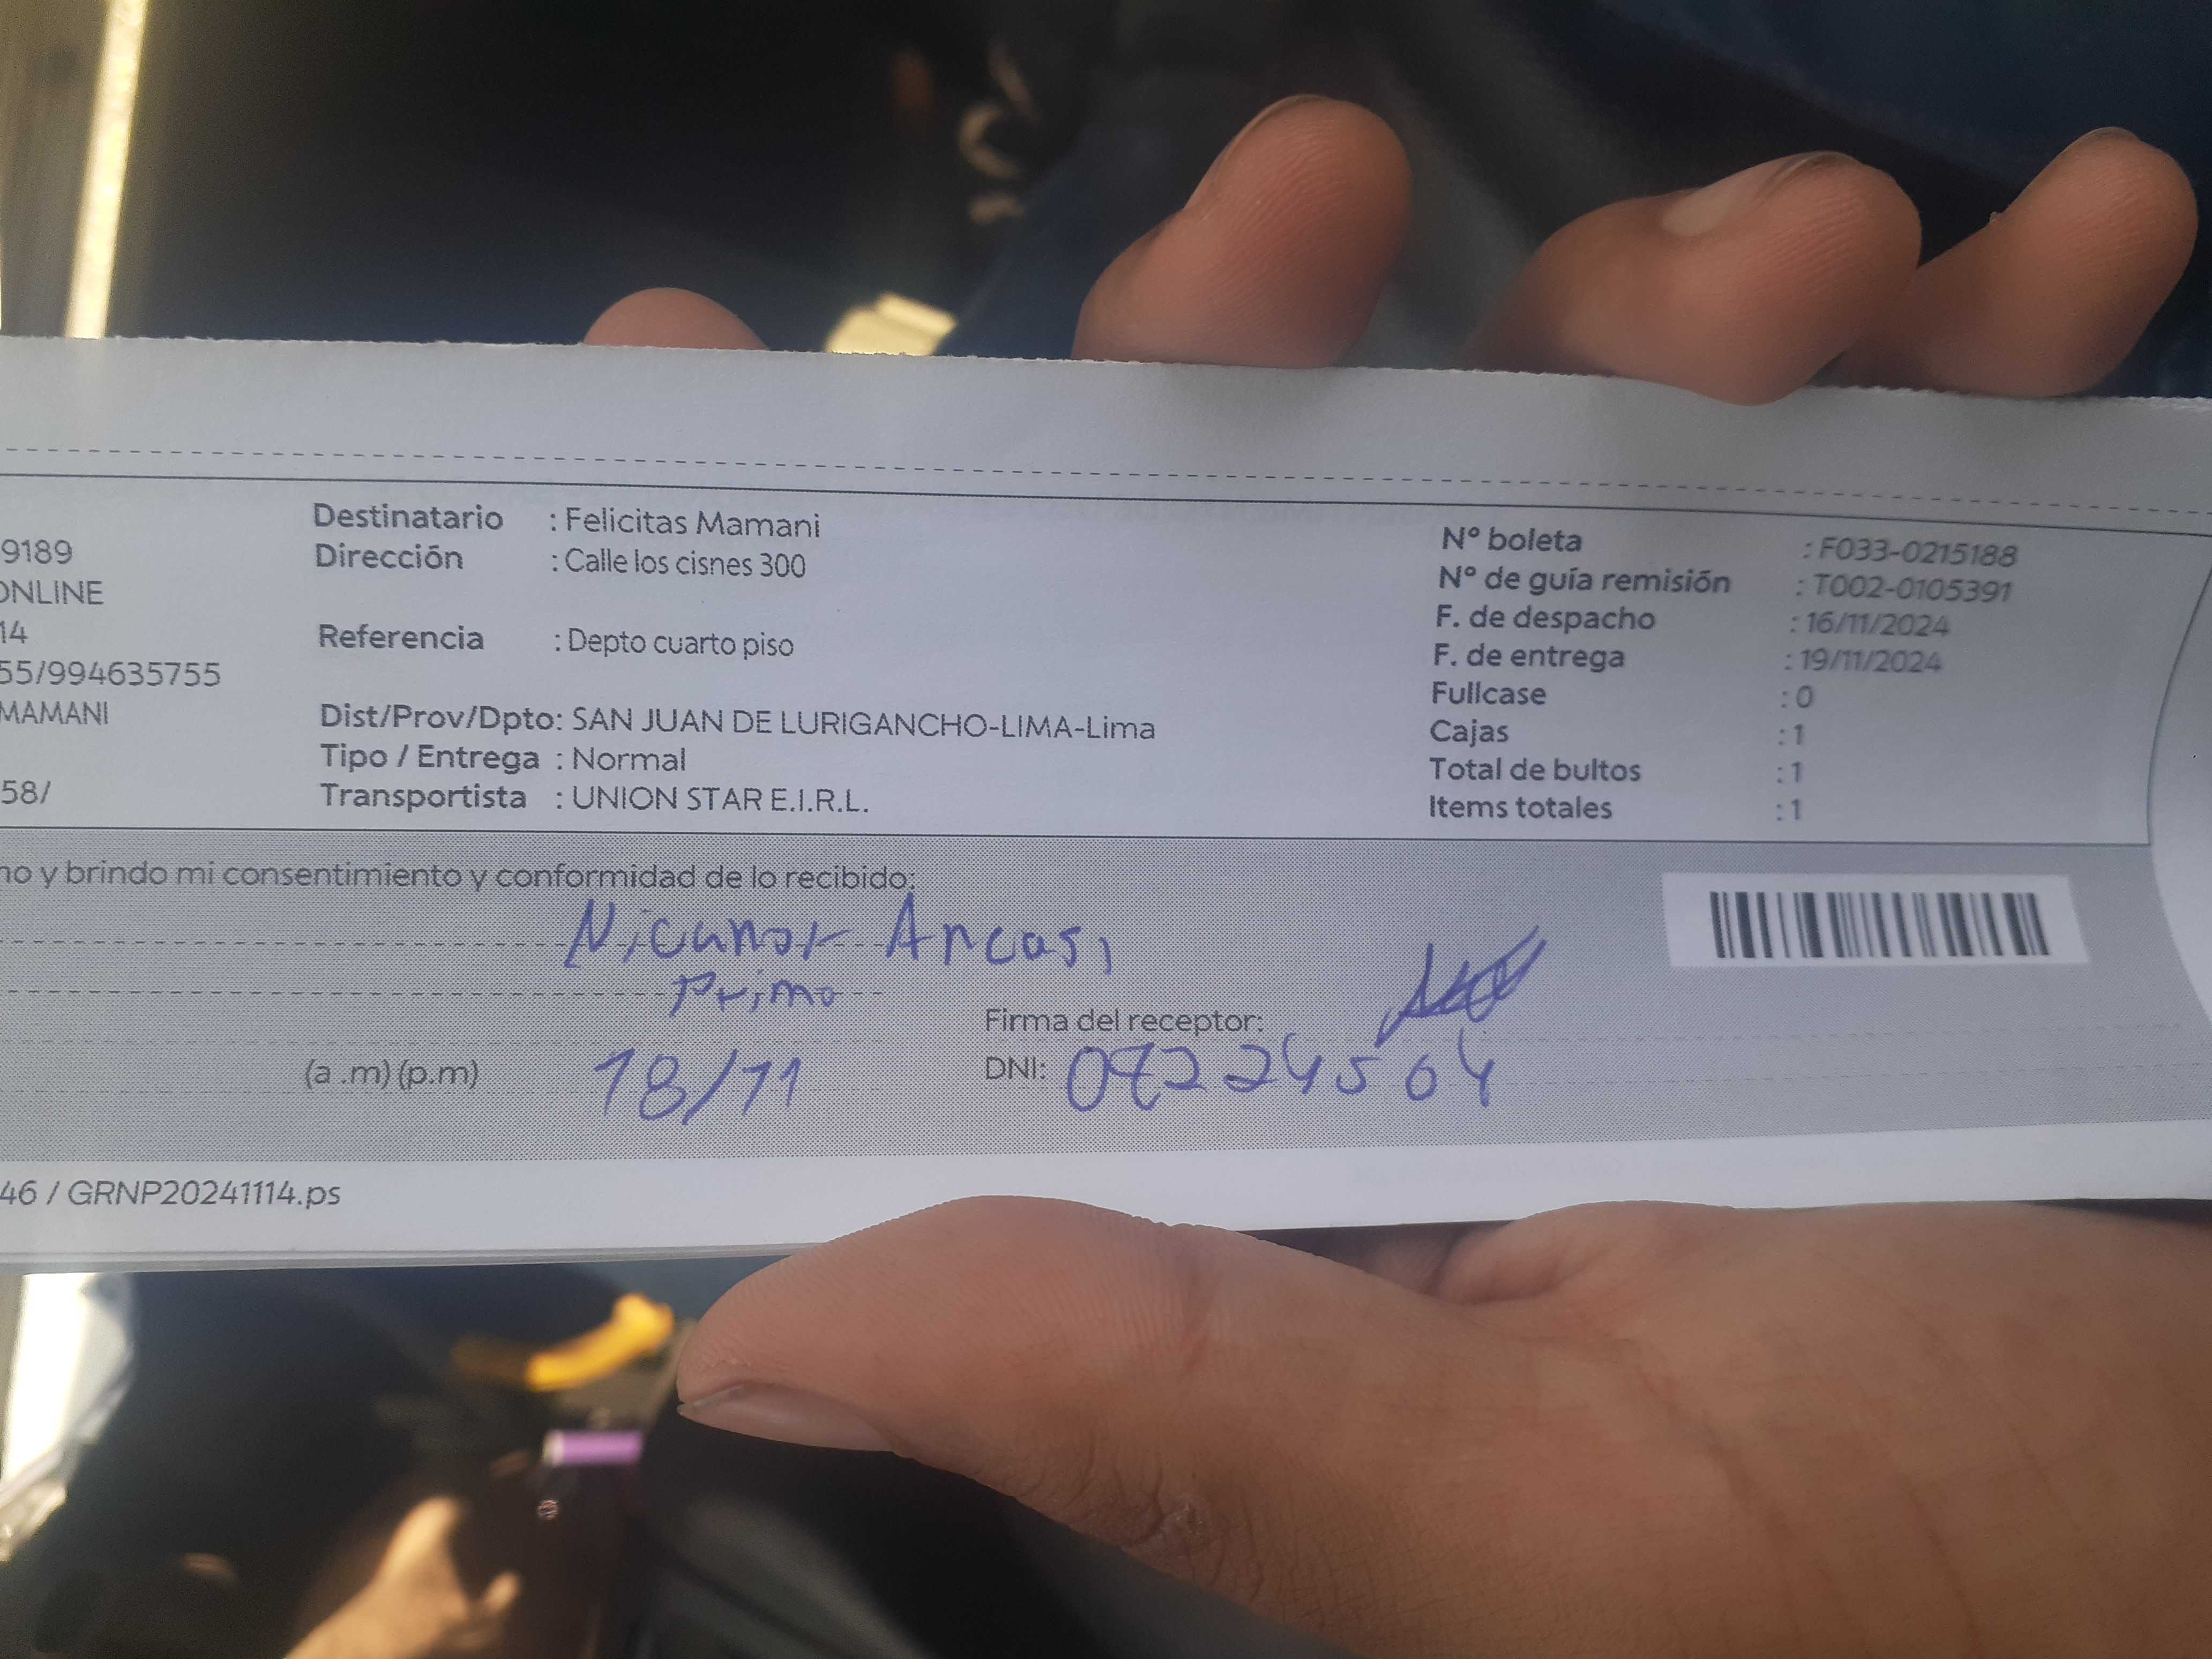 9189
ONLINE
14
55/994635755
MAMANI
58/
Destinatario : Felicitas Mamani
Dirección : Calle los cisnes 300
Referencia : Depto cuarto piso
Dist/Prov/Dpto: SAN JUAN DE LURIGANCHO-LIMA-Lima
Tipo / Entrega : Normal
Transportista : UNION STAR E.I.R.L.
Nº boleta : F033-0215188
Nº de guía remisión : T002-0105391
F. de despacho : 16/11/2024
F. de entrega : 19/11/2024
Fullcase : 0
Cajas : 1
Total de bultos : 1
Items totales : 1
no y brindo mi consentimiento y conformidad de lo recibido:
Nicanor Ancasi
Primo
Firma del receptor:
(a .m) (p.m) 18/11
DNI:
46 / GRNP20241114.ps